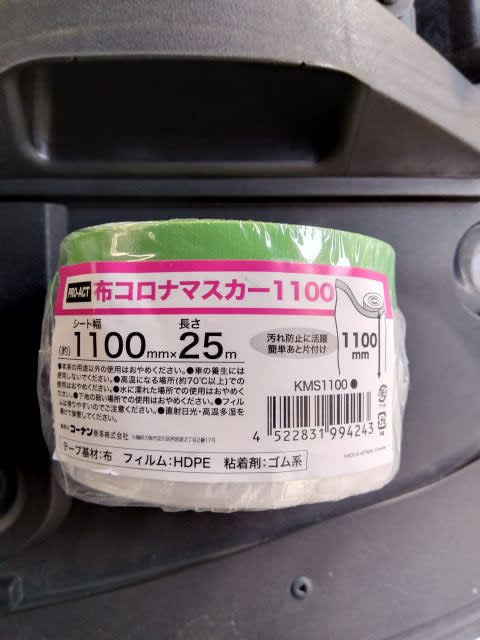 PRO-ACT 布コロナマスカー1100
シート幅 長さ
(約)1100mm×25m
汚れ防止に活躍
簡単あと片付け
1100
mm
KMS1100●
●本来の用途以外の使用はおやめください。●車の養生には
使用しないでください。●高温になる場所(約70℃以上)での
使用はおやめください。●水に濡れた場所での使用はおやめく
ださい。●下地の弱い場所での使用はおやめください。●フィル
ムは滑りやすいのでご注意ください。●直射日光・高温多湿を
避けて保管してください。
コーナン商事株式会社
4 522831 994243
テープ基材:布 フィルム:HDPE 粘着剤:ゴム系